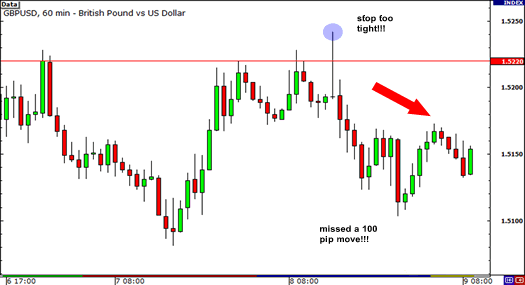 Data
INDEX
GBPUSD, 60 min - British Pound vs US Dollar
1.5250
stop too
tight!!!
1.5220
1.5200
1.5150
missed a 100
pip move!!!
1.5100
6 17:00
7 08:00
8 08:00
9 08:00